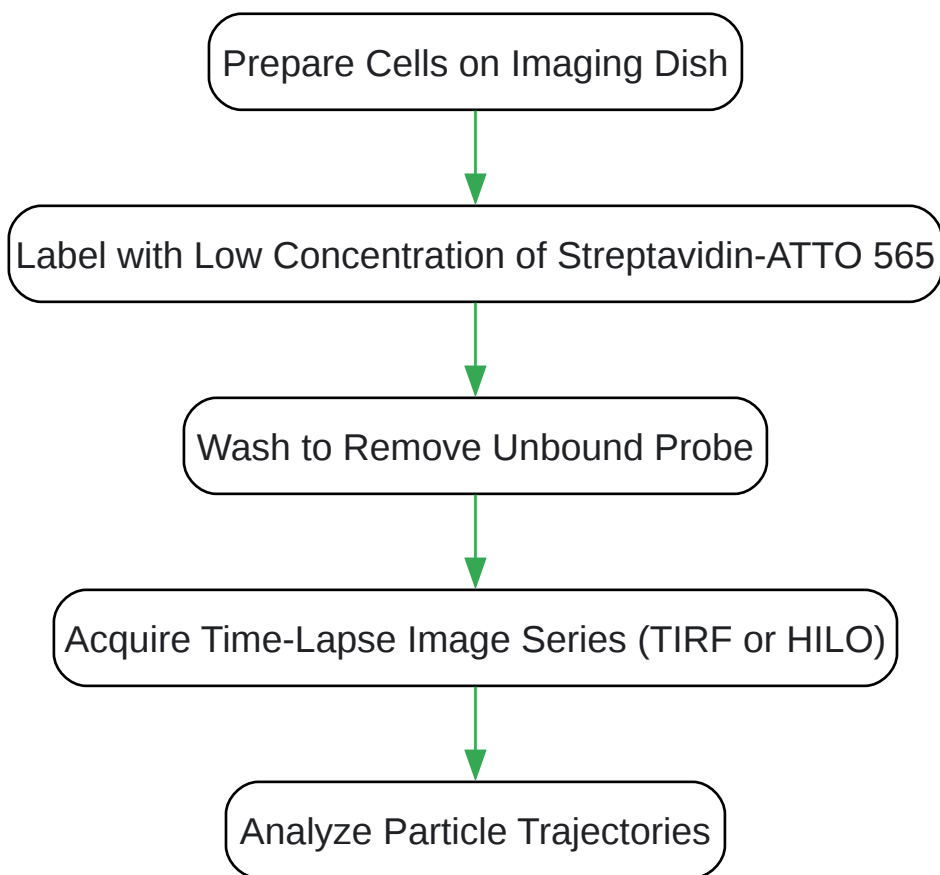 Prepare Cells on Imaging Dish
Label with Low Concentration of Streptavidin-ATTO 565
Wash to Remove Unbound Probe
Acquire Time-Lapse Image Series (TIRF or HILO)
Analyze Particle Trajectories